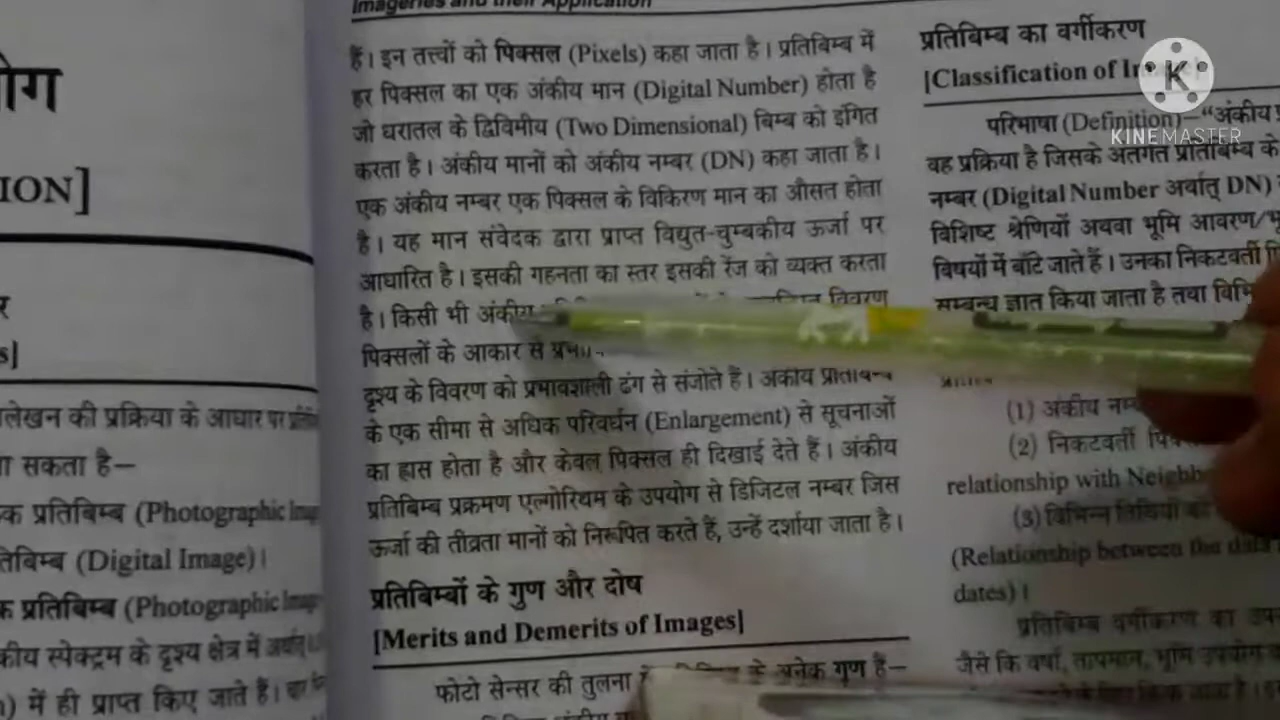 Imageries and their Application
योग
ION]
s]
लेखन की प्रक्रिया के आधार पर
सकता है—
क प्रतिबिम्ब (Photographic
(Digital Image)।
क प्रतिबिम्ब (Photographic
स्पेक्ट्रम के दृश्य क्षेत्र में अर्थात्
में ही प्राप्त किए जाते हैं।
हैं। इन तत्त्वों को पिक्सल (Pixels) कहा जाता है। प्रतिबिम्ब में
हर पिक्सल का एक अंकीय मान (Digital Number) होता है
जो धरातल के द्विविमीय (Two Dimensional) बिम्ब को इंगित
करता है। अंकीय मानों को अंकीय नम्बर (DN) कहा जाता है।
एक अंकीय नम्बर एक पिक्सल के विकिरण मान का औसत होता
है। यह मान संवेदक द्वारा प्राप्त विद्युत-चुम्बकीय ऊर्जा पर
आधारित है। इसकी गहनता का स्तर इसकी रेंज को व्यक्त करता
है। किसी भी अंकीय विवरण
पिक्सलों के आकार से
दृश्य के विवरण को प्रभावशाली ढंग से संजोते हैं। अंकीय प्रतिबिम्ब
के एक सीमा से अधिक परिवर्धन (Enlargement) से सूचनाओं
का ह्रास होता है और केवल पिक्सल ही दिखाई देते हैं। अंकीय
प्रतिबिम्ब प्रक्रमण एल्गोरिथम के उपयोग से डिजिटल नम्बर जिस
ऊर्जा की तीव्रता मानों को निरूपित करते हैं, उन्हें दर्शाया जाता है।
प्रतिबिम्बों के गुण और दोष
[Merits and Demerits of Images]
फोटो सेन्सर की तुलना के अनेक गुण हैं—
प्रतिबिम्ब का वर्गीकरण
[Classification of
परिभाषा (Definition)—“अंकीय
वह प्रक्रिया है जिसके अंतर्गत प्रतिबिम्ब के
नम्बर (Digital Number अर्थात् DN)
विशिष्ट श्रेणियों अथवा भूमि आवरण/
विषयों में बाँटे जाते हैं। उनका निकटवर्ती
सम्बन्ध ज्ञात किया जाता है तथा
(1) अंकीय
(2) निकटवर्ती
relationship with
(3) विभिन्न तिथियों
(Relationship between the data
dates)।
प्रतिबिम्ब वर्गीकरण का
जैसे कि वर्षा, तापमान, भूमि उपयोग
K
KINEMASTER